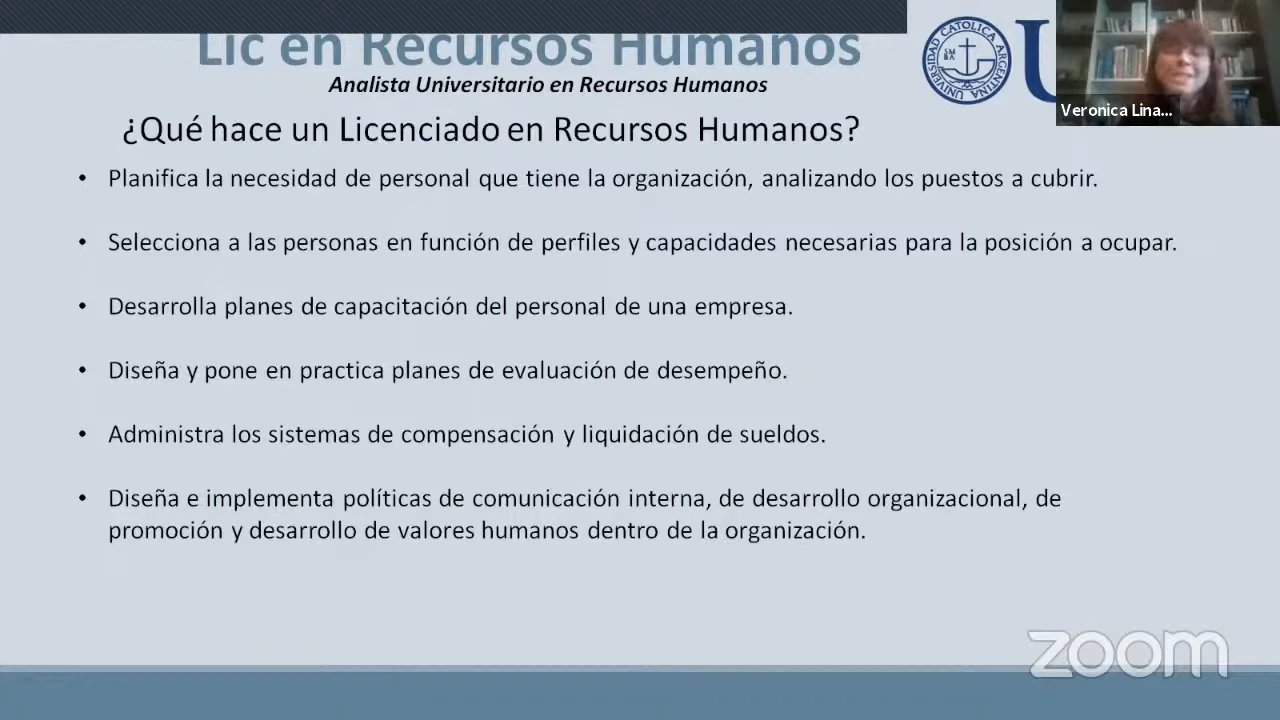 Lic en Recursos Humanos
Analista Universitario en Recursos Humanos
¿Qué hace un Licenciado en Recursos Humanos?
UNIVERSIDAD CATOLICA ARGENTINA
U
Veronica Lina...
• Planifica la necesidad de personal que tiene la organización, analizando los puestos a cubrir.
• Selecciona a las personas en función de perfiles y capacidades necesarias para la posición a ocupar.
• Desarrolla planes de capacitación del personal de una empresa.
• Diseña y pone en practica planes de evaluación de desempeño.
• Administra los sistemas de compensación y liquidación de sueldos.
• Diseña e implementa políticas de comunicación interna, de desarrollo organizacional, de
promoción y desarrollo de valores humanos dentro de la organización.
zoom